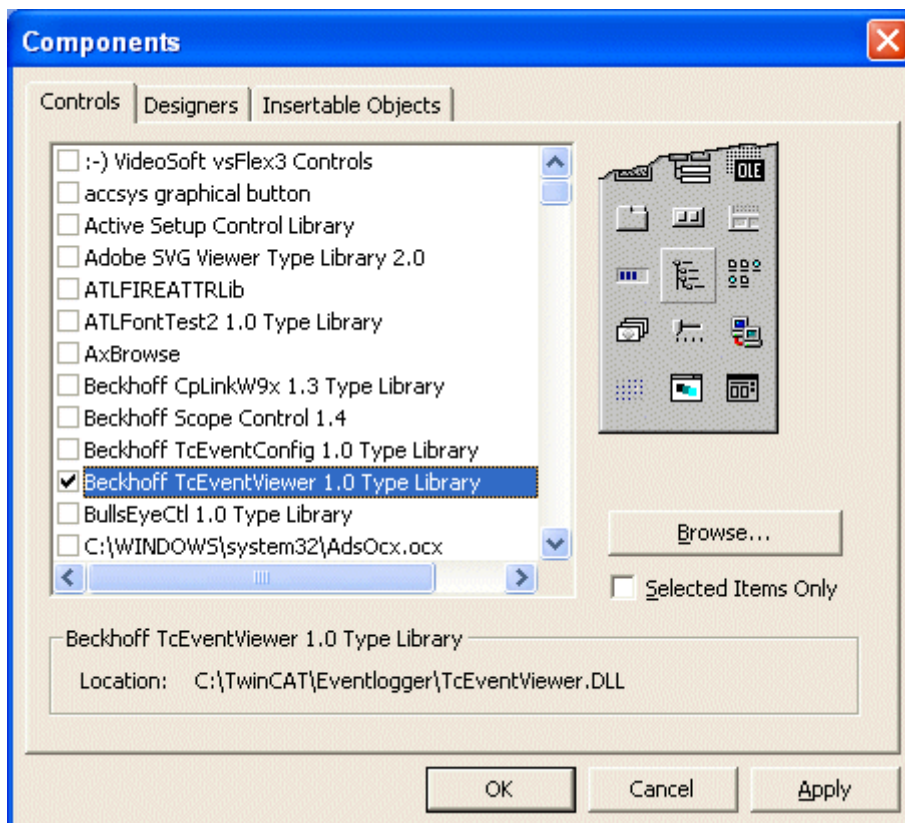 Components
Controls Designers Insertable Objects
:-) VideoSoft vsFlex3 Controls
accsys graphical button
Active Setup Control Library
Adobe SVG Viewer Type Library 2.0
ATLFIREATTRLib
ATLFontTest2 1.0 Type Library
AxBrowse
Beckhoff CpLinkW9x 1.3 Type Library
Beckhoff Scope Control 1.4
Beckhoff TcEventConfig 1.0 Type Library
Beckhoff TcEventViewer 1.0 Type Library
BullsEyeCtl 1.0 Type Library
C:\WINDOWS\system32\AdsOcx.ocx
OLE
Browse...
Selected Items Only
Beckhoff TcEventViewer 1.0 Type Library
Location: C:\TwinCAT\Eventlogger\TcEventViewer.DLL
OK Cancel Apply